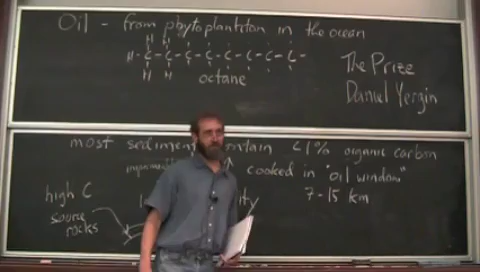 Oil - from phytoplankton in the ocean
H H
H-C-C-C-C-C-C-C-C-
H H
octane
The Prize
Daniel Yergin
most sediment contain <1% organic carbon
cooked in "oil window"
7-15 km
high C
source
rocks